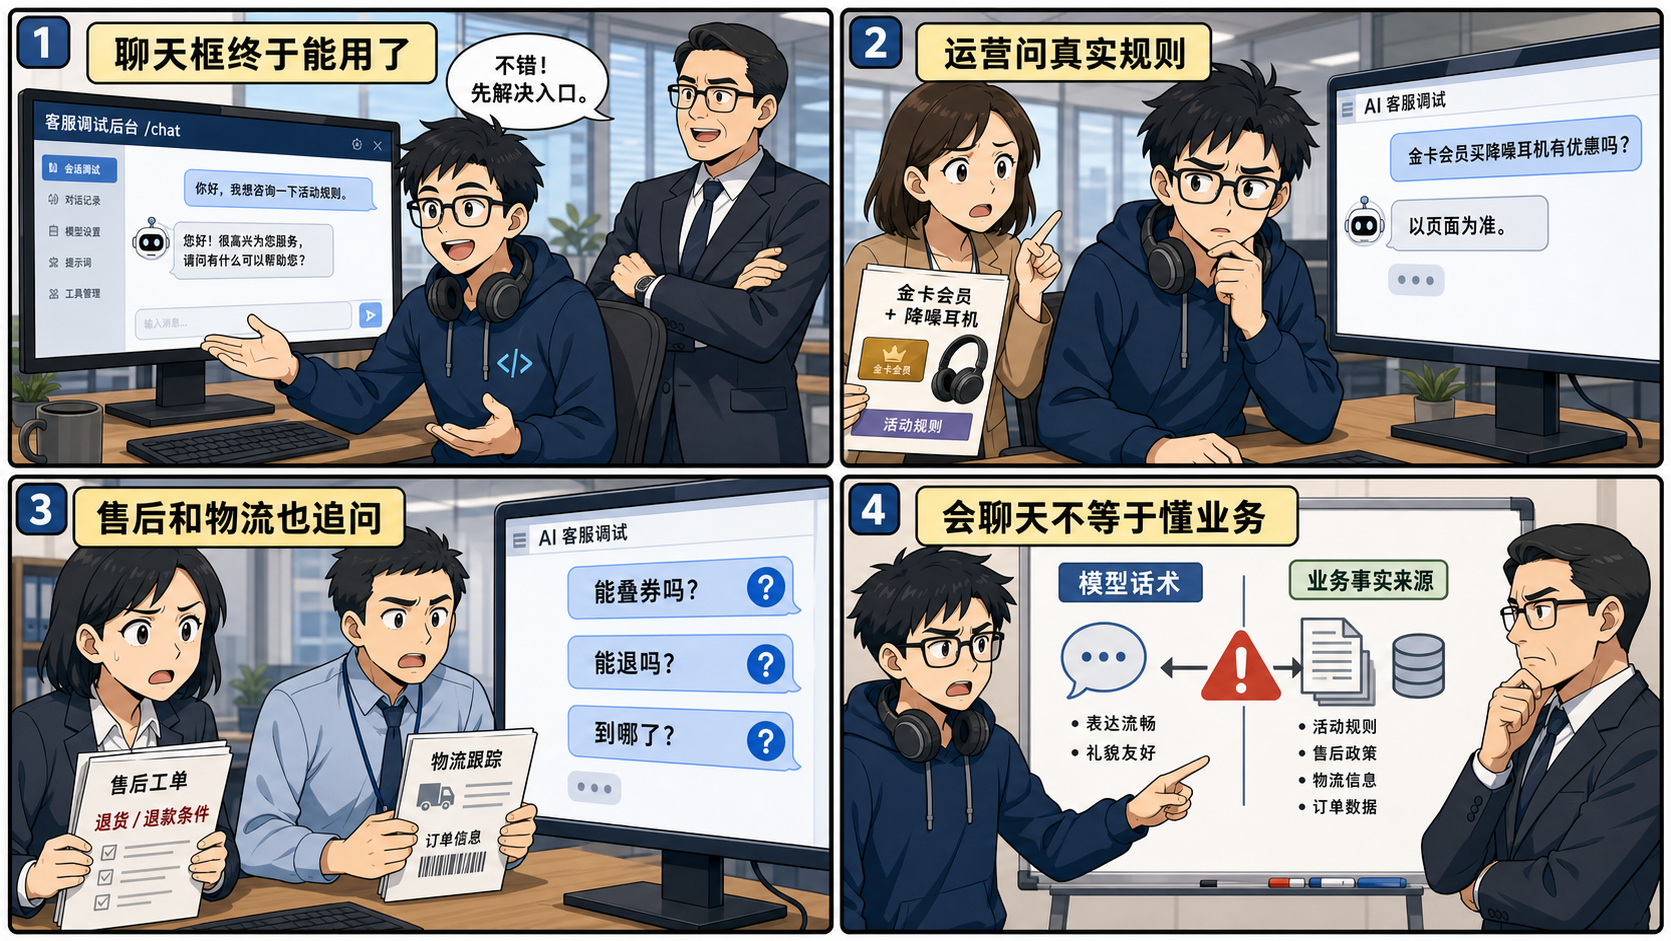 1
聊天框终于能用了
不错！
先解决入口。
客服调试后台 /chat
会话调试
对话记录
模型设置
提示词
工具管理
你好，我想咨询一下活动规则。
您好！很高兴为您服务，
请问有什么可以帮助您？
输入消息...
</>
2
运营问真实规则
AI 客服调试
金卡会员买降噪耳机有优惠吗？
以页面为准。
金卡会员
+ 降噪耳机
金卡会员
活动规则
3
售后和物流也追问
AI 客服调试
能叠券吗？
?
能退吗？
?
到哪了？
?
售后工单
退货 / 退款条件
物流跟踪
订单信息
4
会聊天不等于懂业务
模型话术
• 表达流畅
• 礼貌友好
!
业务事实来源
• 活动规则
• 售后政策
• 物流信息
• 订单数据